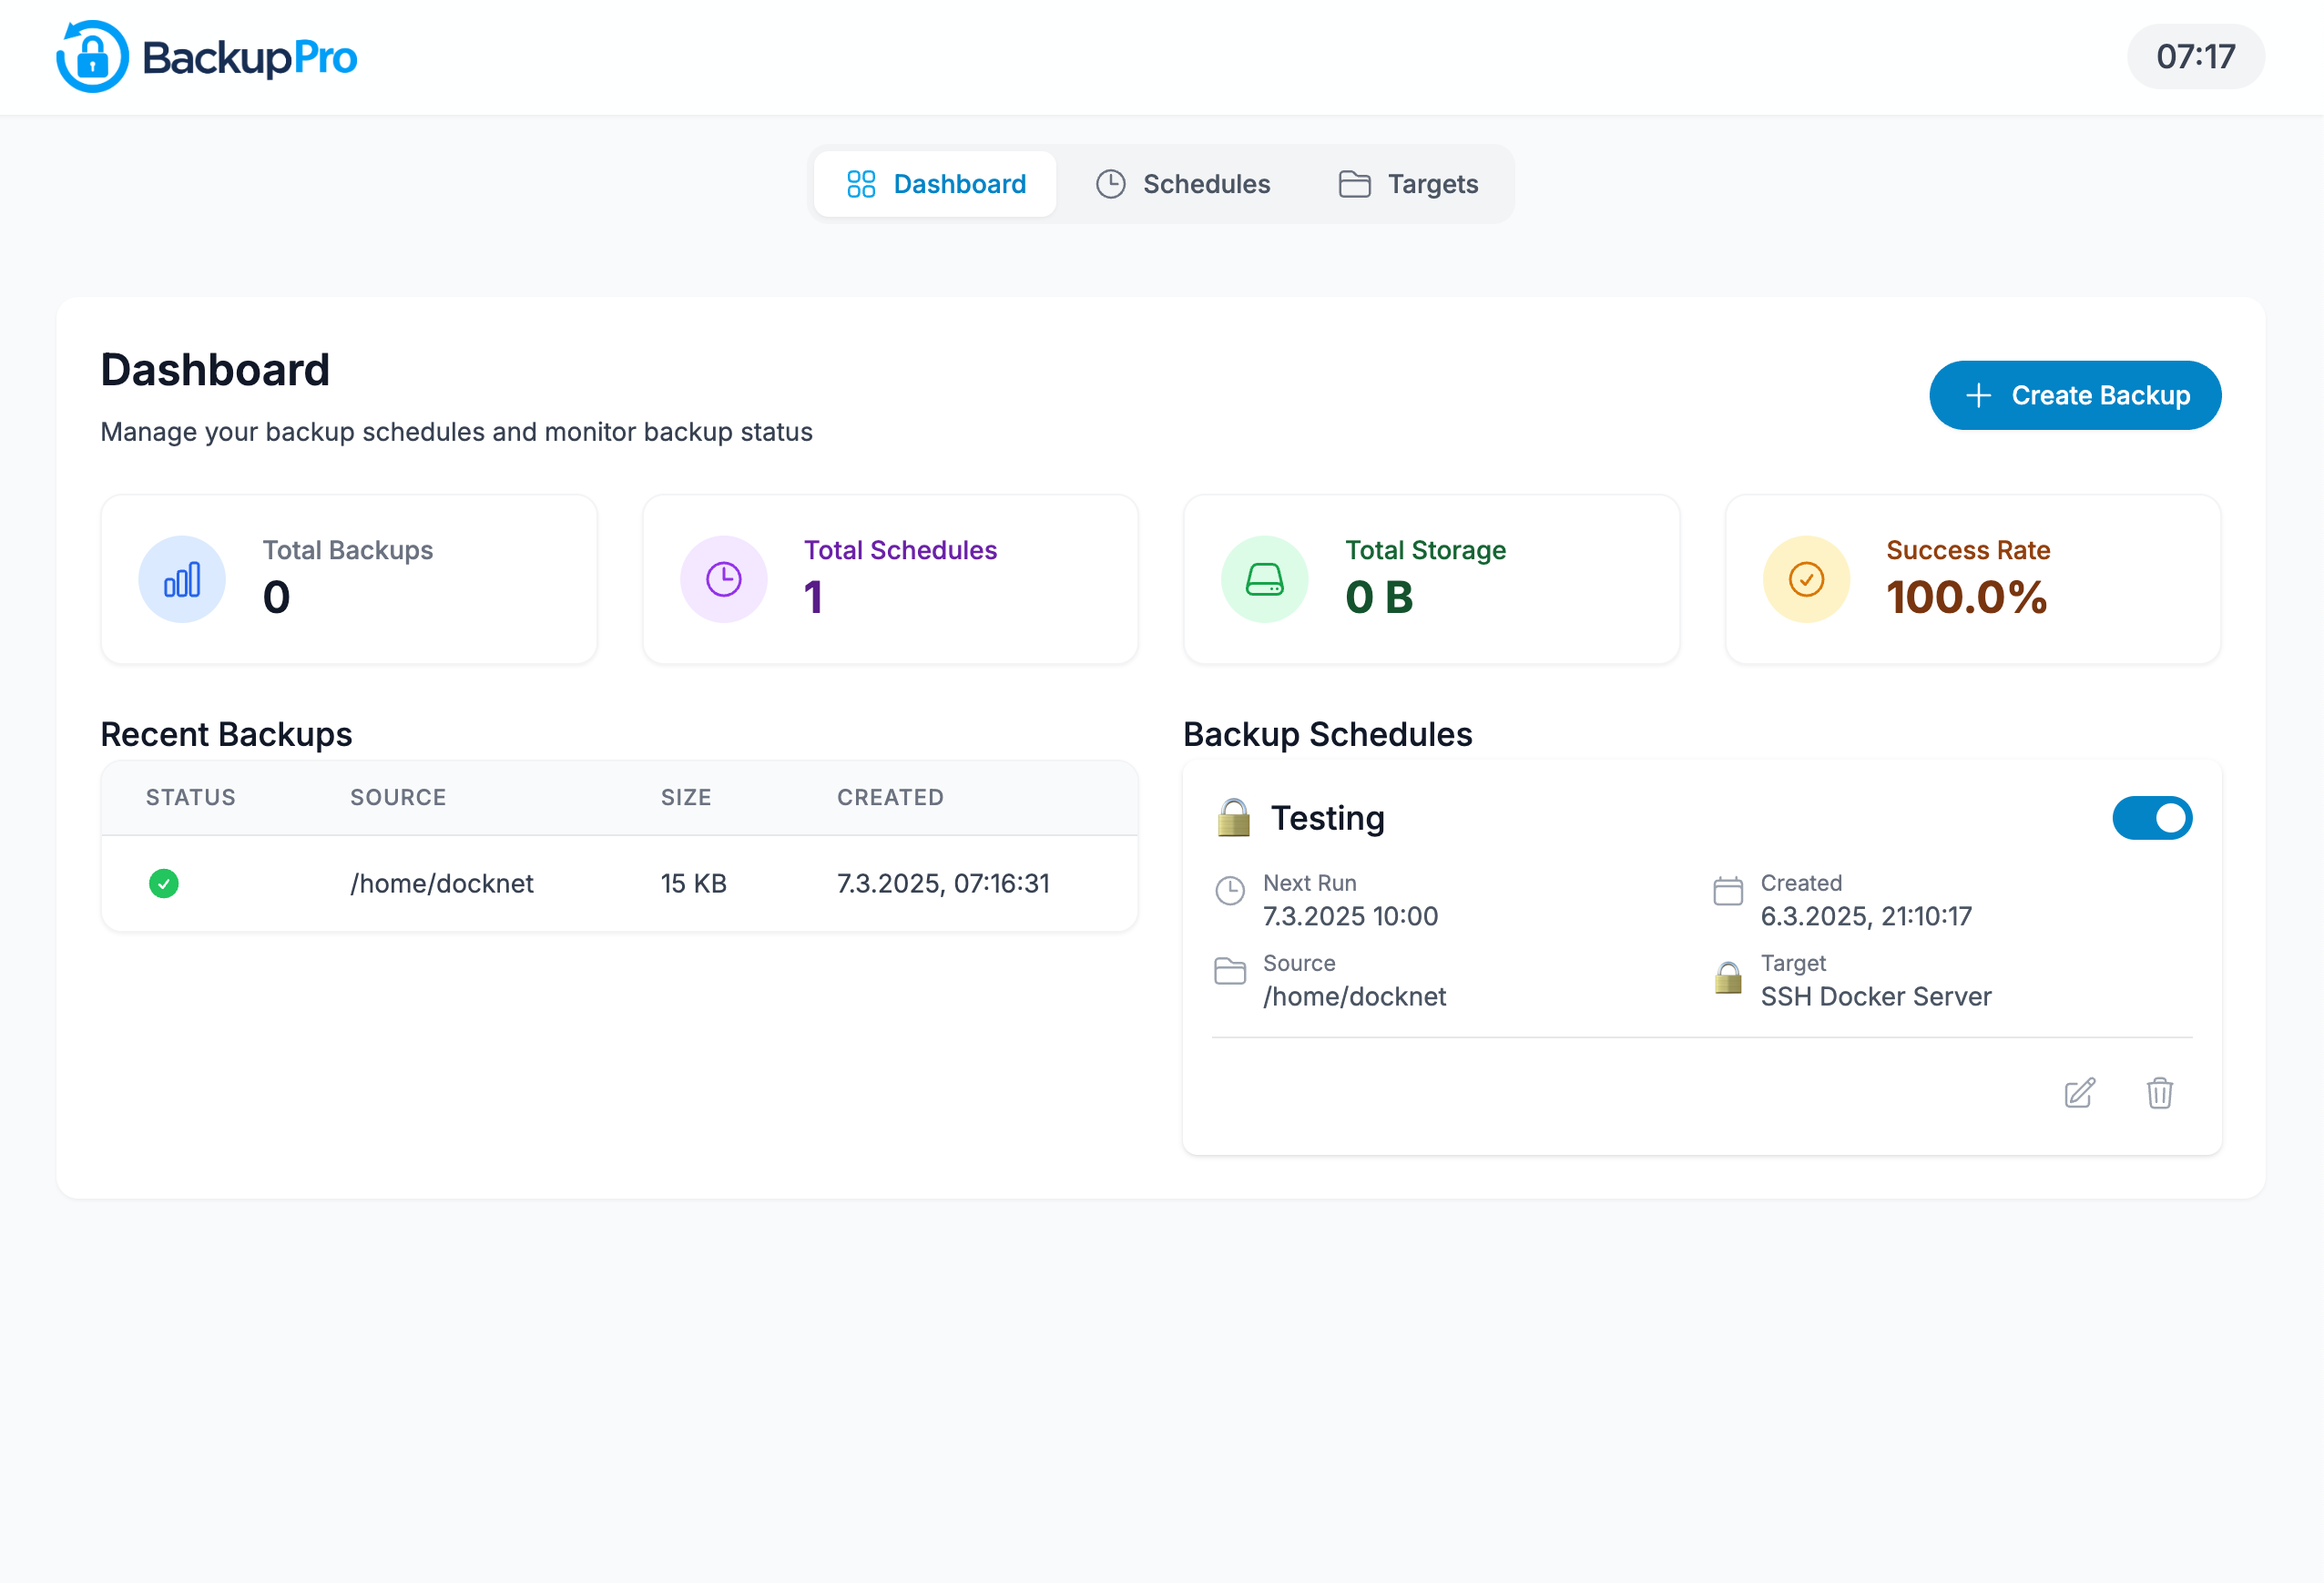 BackupPro
07:17
Dashboard
Schedules
Targets
Dashboard
Manage your backup schedules and monitor backup status
Create Backup
Total Backups
0
Total Schedules
1
Total Storage
0 B
Success Rate
100.0%
Recent Backups
STATUS SOURCE SIZE CREATED
/home/docknet 15 KB 7.3.2025, 07:16:31
Backup Schedules
Testing
Next Run
7.3.2025 10:00
Created
6.3.2025, 21:10:17
Source
/home/docknet
Target
SSH Docker Server